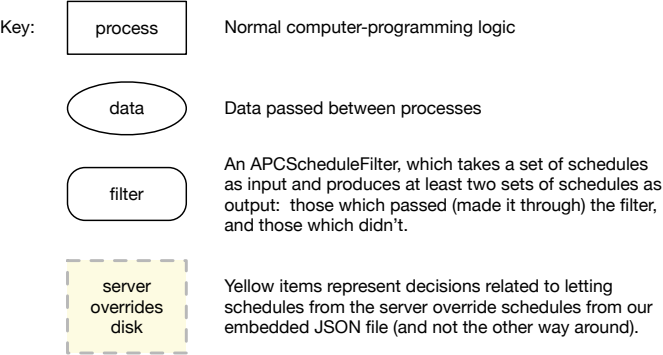 Key:
process
Normal computer-programming logic
data
Data passed between processes
filter
An APCScheduleFilter, which takes a set of schedules
as input and produces at least two sets of schedules as
output: those which passed (made it through) the filter,
and those which didn't.
server
overrides
disk
Yellow items represent decisions related to letting
schedules from the server override schedules from our
embedded JSON file (and not the other way around).